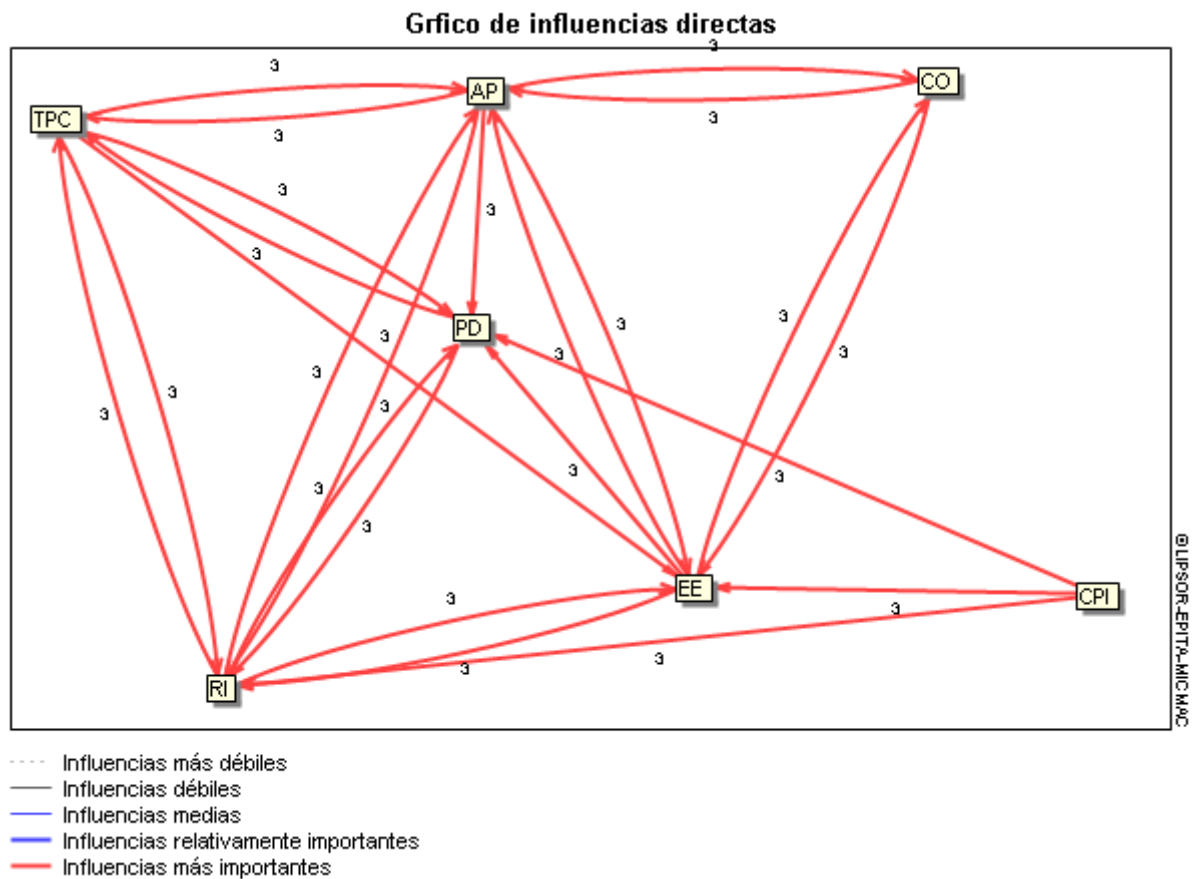 Grfico de influencias directas
3
3
AP
CO
TPC
3
3
3
3
3
PD
3
3
3
3
3
3
3
3
3
3
3
3
3
EE
CPI
3
3
3
3
RI
©LIPSOR-EPITA-MICMAC
Influencias más débiles
Influencias débiles
Influencias medias
Influencias relativamente importantes
Influencias más importantes